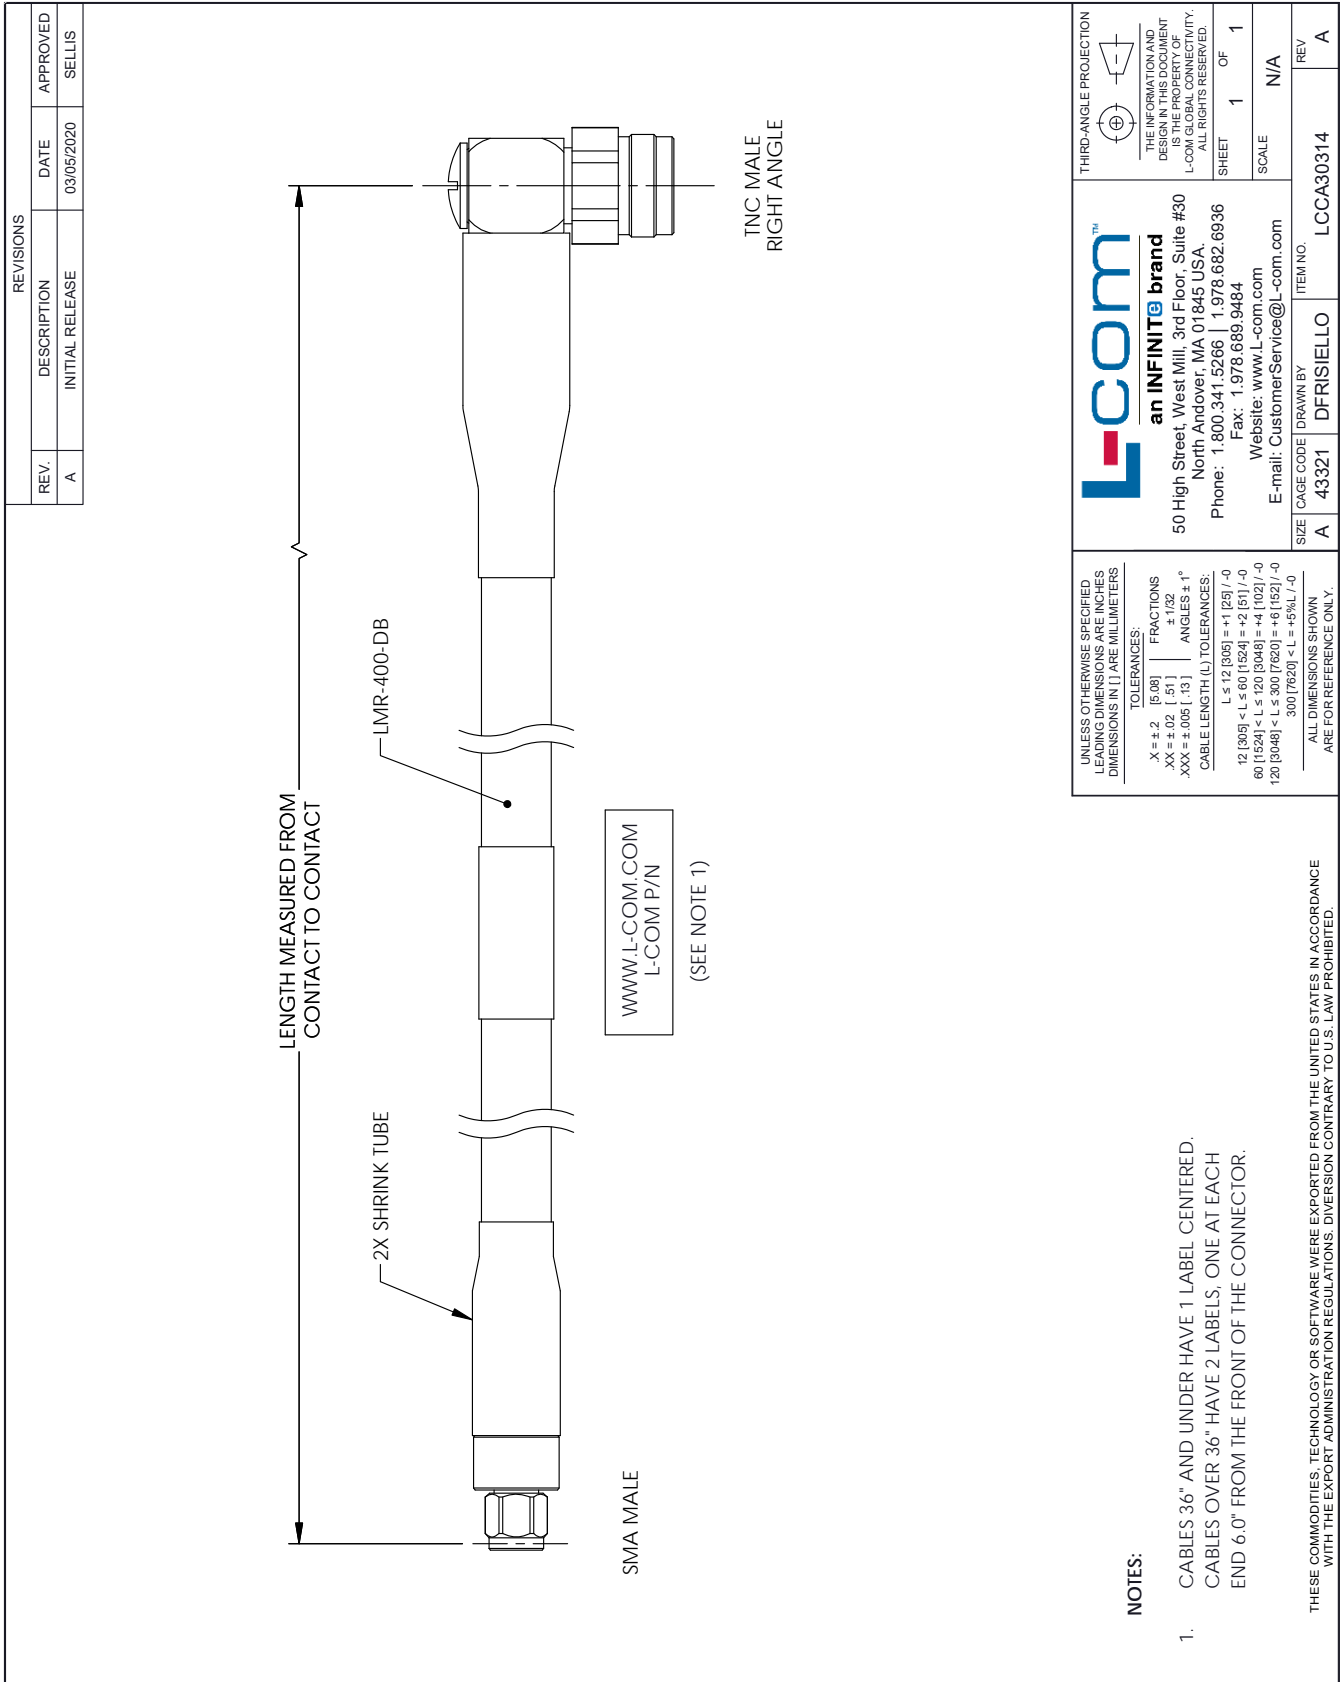 REVISIONS
REV.
DESCRIPTION
DATE
APPROVED
A
INITIAL RELEASE
03/05/2020
SELLIS
LENGTH MEASURED FROM
CONTACT TO CONTACT
2X SHRINK TUBE
LMR-400-DB
SMA MALE
WWW.L-COM.COM
L-COM P/N
(SEE NOTE 1)
TNC MALE
RIGHT ANGLE
NOTES:
1. CABLES 36" AND UNDER HAVE 1 LABEL CENTERED.
CABLES OVER 36" HAVE 2 LABELS, ONE AT EACH
END 6.0" FROM THE FRONT OF THE CONNECTOR.
THESE COMMODITIES, TECHNOLOGY OR SOFTWARE WERE EXPORTED FROM THE UNITED STATES IN ACCORDANCE
WITH THE EXPORT ADMINISTRATION REGULATIONS. DIVERSION CONTRARY TO U.S. LAW PROHIBITED.
UNLESS OTHERWISE SPECIFIED
LEADING DIMENSIONS ARE INCHES
DIMENSIONS IN [ ] ARE MILLIMETERS
TOLERANCES:
.X = ±.2 [5.08] FRACTIONS
.XX = ±.02 [.51] ± 1/32
.XXX = ±.005 [.13] ANGLES ± 1°
CABLE LENGTH (L) TOLERANCES:
L ≤ 12 [305] = +1 [25] / -0
12 [305] < L ≤ 60 [1524] = +2 [51] / -0
60 [1524] < L ≤ 120 [3048] = +4 [102] / -0
120 [3048] < L ≤ 300 [7620] = +6 [152] / -0
300 [7620] < L = +5%L / -0
ALL DIMENSIONS SHOWN
ARE FOR REFERENCE ONLY.
L-com™
an INFINITe brand
50 High Street, West Mill, 3rd Floor, Suite #30
North Andover, MA 01845 USA.
Phone: 1.800.341.5266 | 1.978.682.6936
Fax: 1.978.689.9484
Website: www.L-com.com
E-mail: CustomerService@L-com.com
THIRD-ANGLE PROJECTION
THE INFORMATION AND
DESIGN IN THIS DOCUMENT
IS THE PROPERTY OF
L-COM GLOBAL CONNECTIVITY.
ALL RIGHTS RESERVED.
SHEET
1 OF 1
SCALE
N/A
SIZE
A
CAGE CODE
43321
DRAWN BY
DFRISIELLO
ITEM NO.
LCCA30314
REV
A